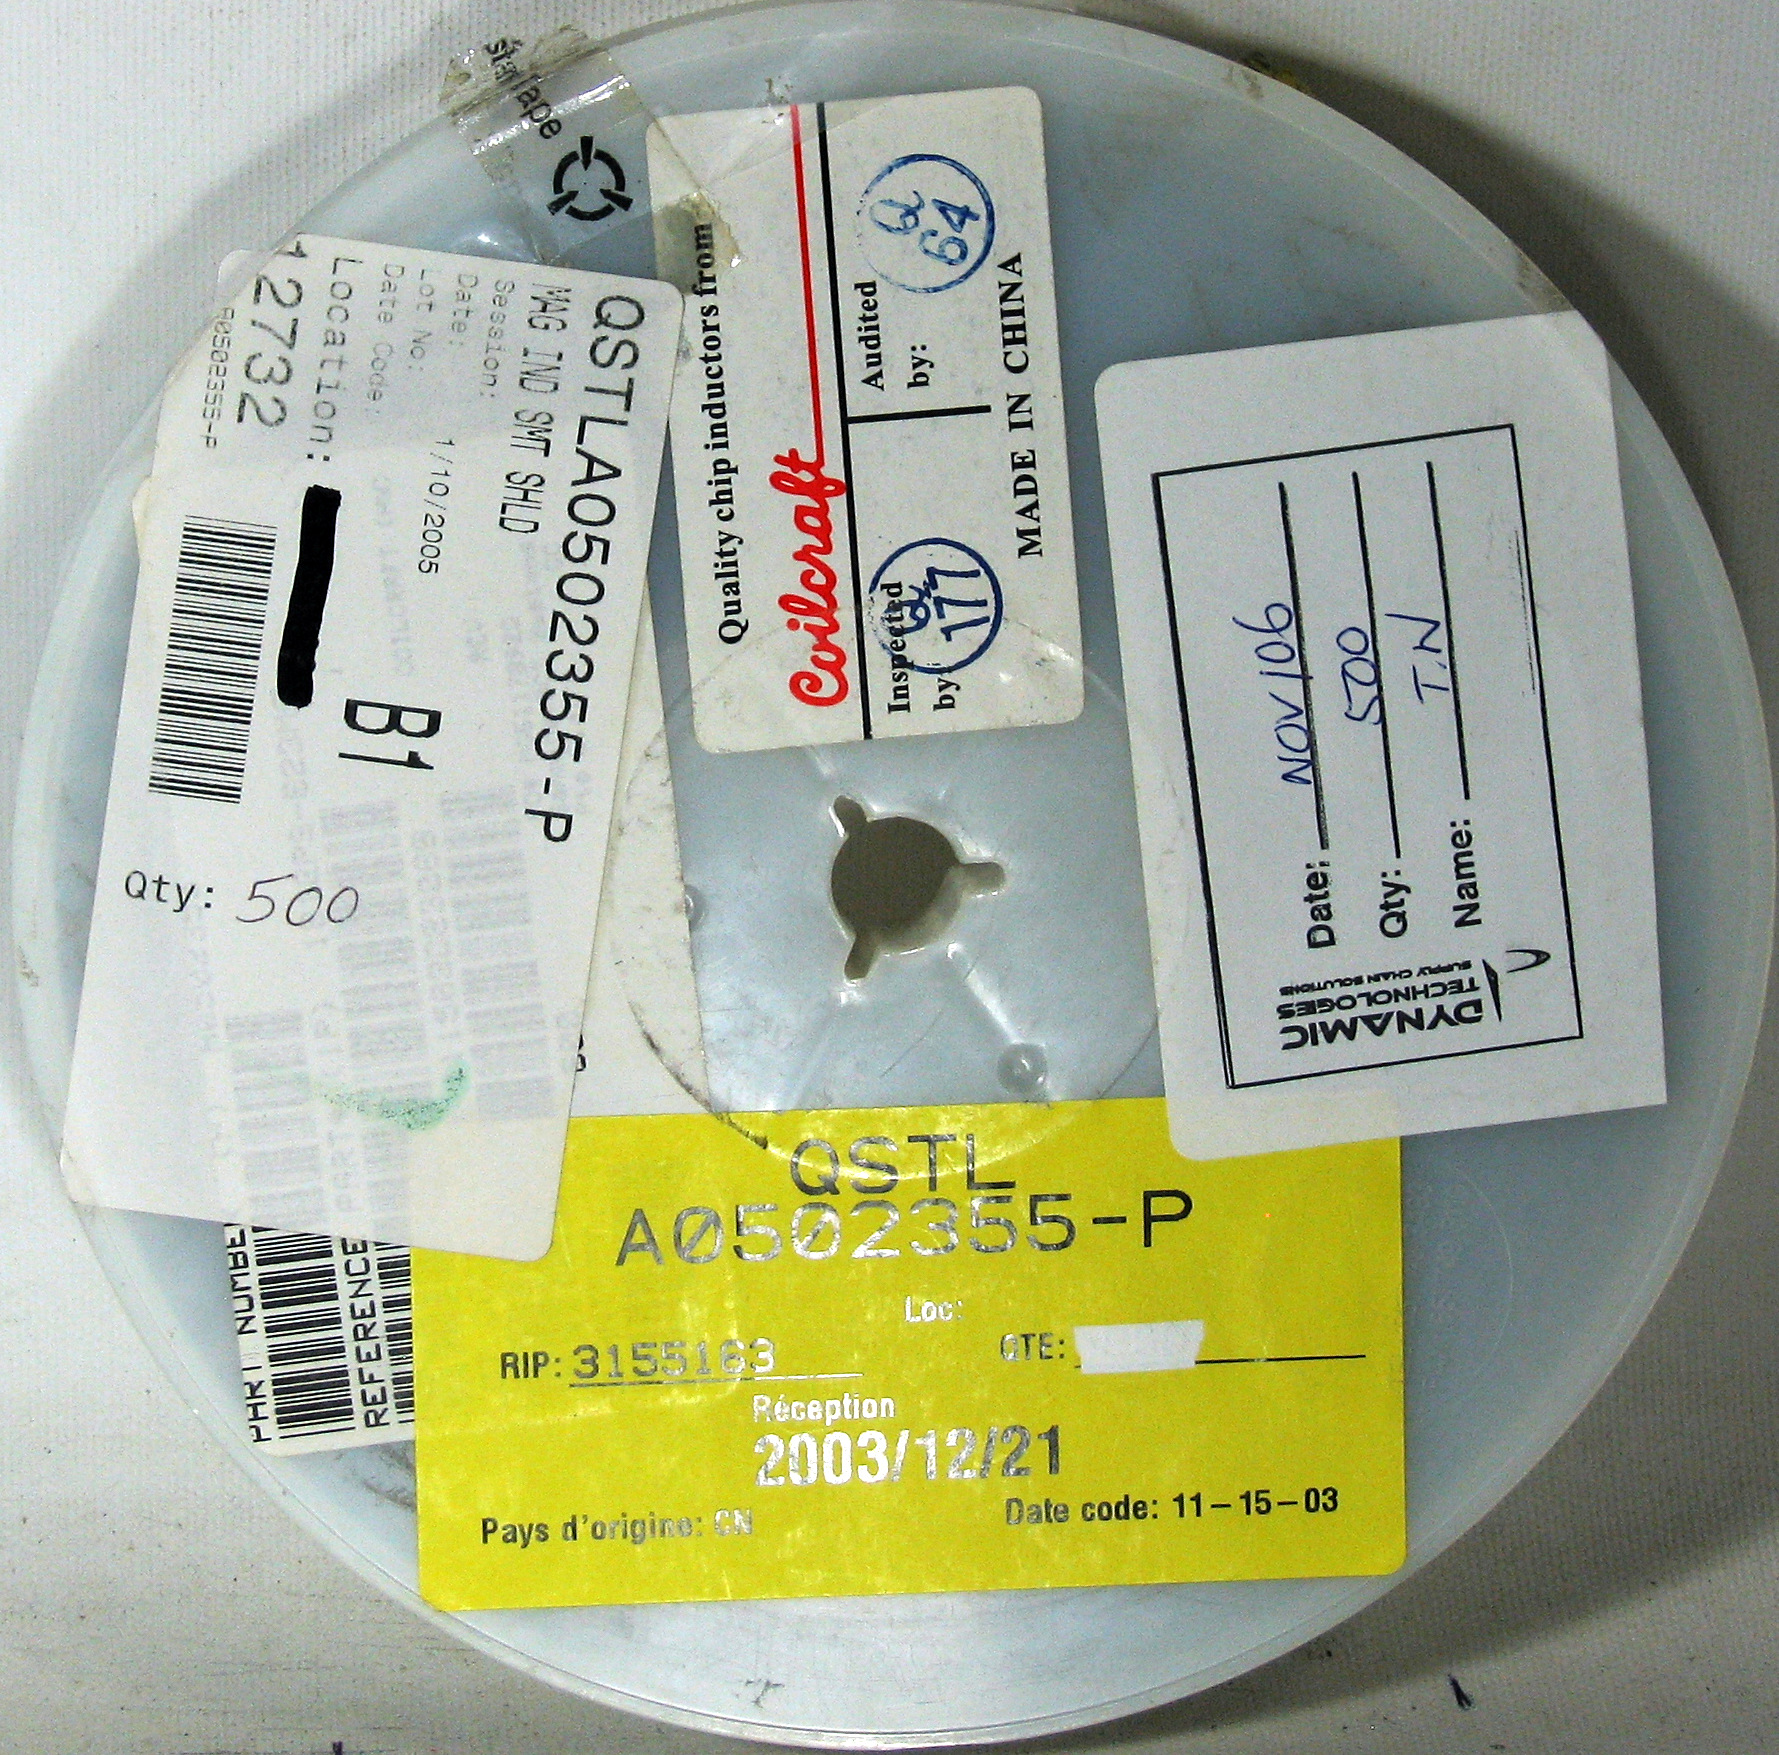 star Tape
QSTLA0502355-P
MAG IND SMT SHLD
Session:
Date: 1/10/2005
Lot No:
Date Code:
Location: B1
12732
A0502355-P
Qty: 500
Quality chip inductors from
Coilcraft
Inspected by: Q 177
Audited by: Q 64
MADE IN CHINA
Date: NOV/06
Qty: 500
Name: T.N
DYNAMIC
TECHNOLOGIES
SUPPLY CHAIN SOLUTIONS
PART NUMBER
REFERENCE
QSTL
A0502355-P
Loc:
RIP: 3155163 QTE:
Réception
2003/12/21
Pays d'origine: CN Date code: 11-15-03